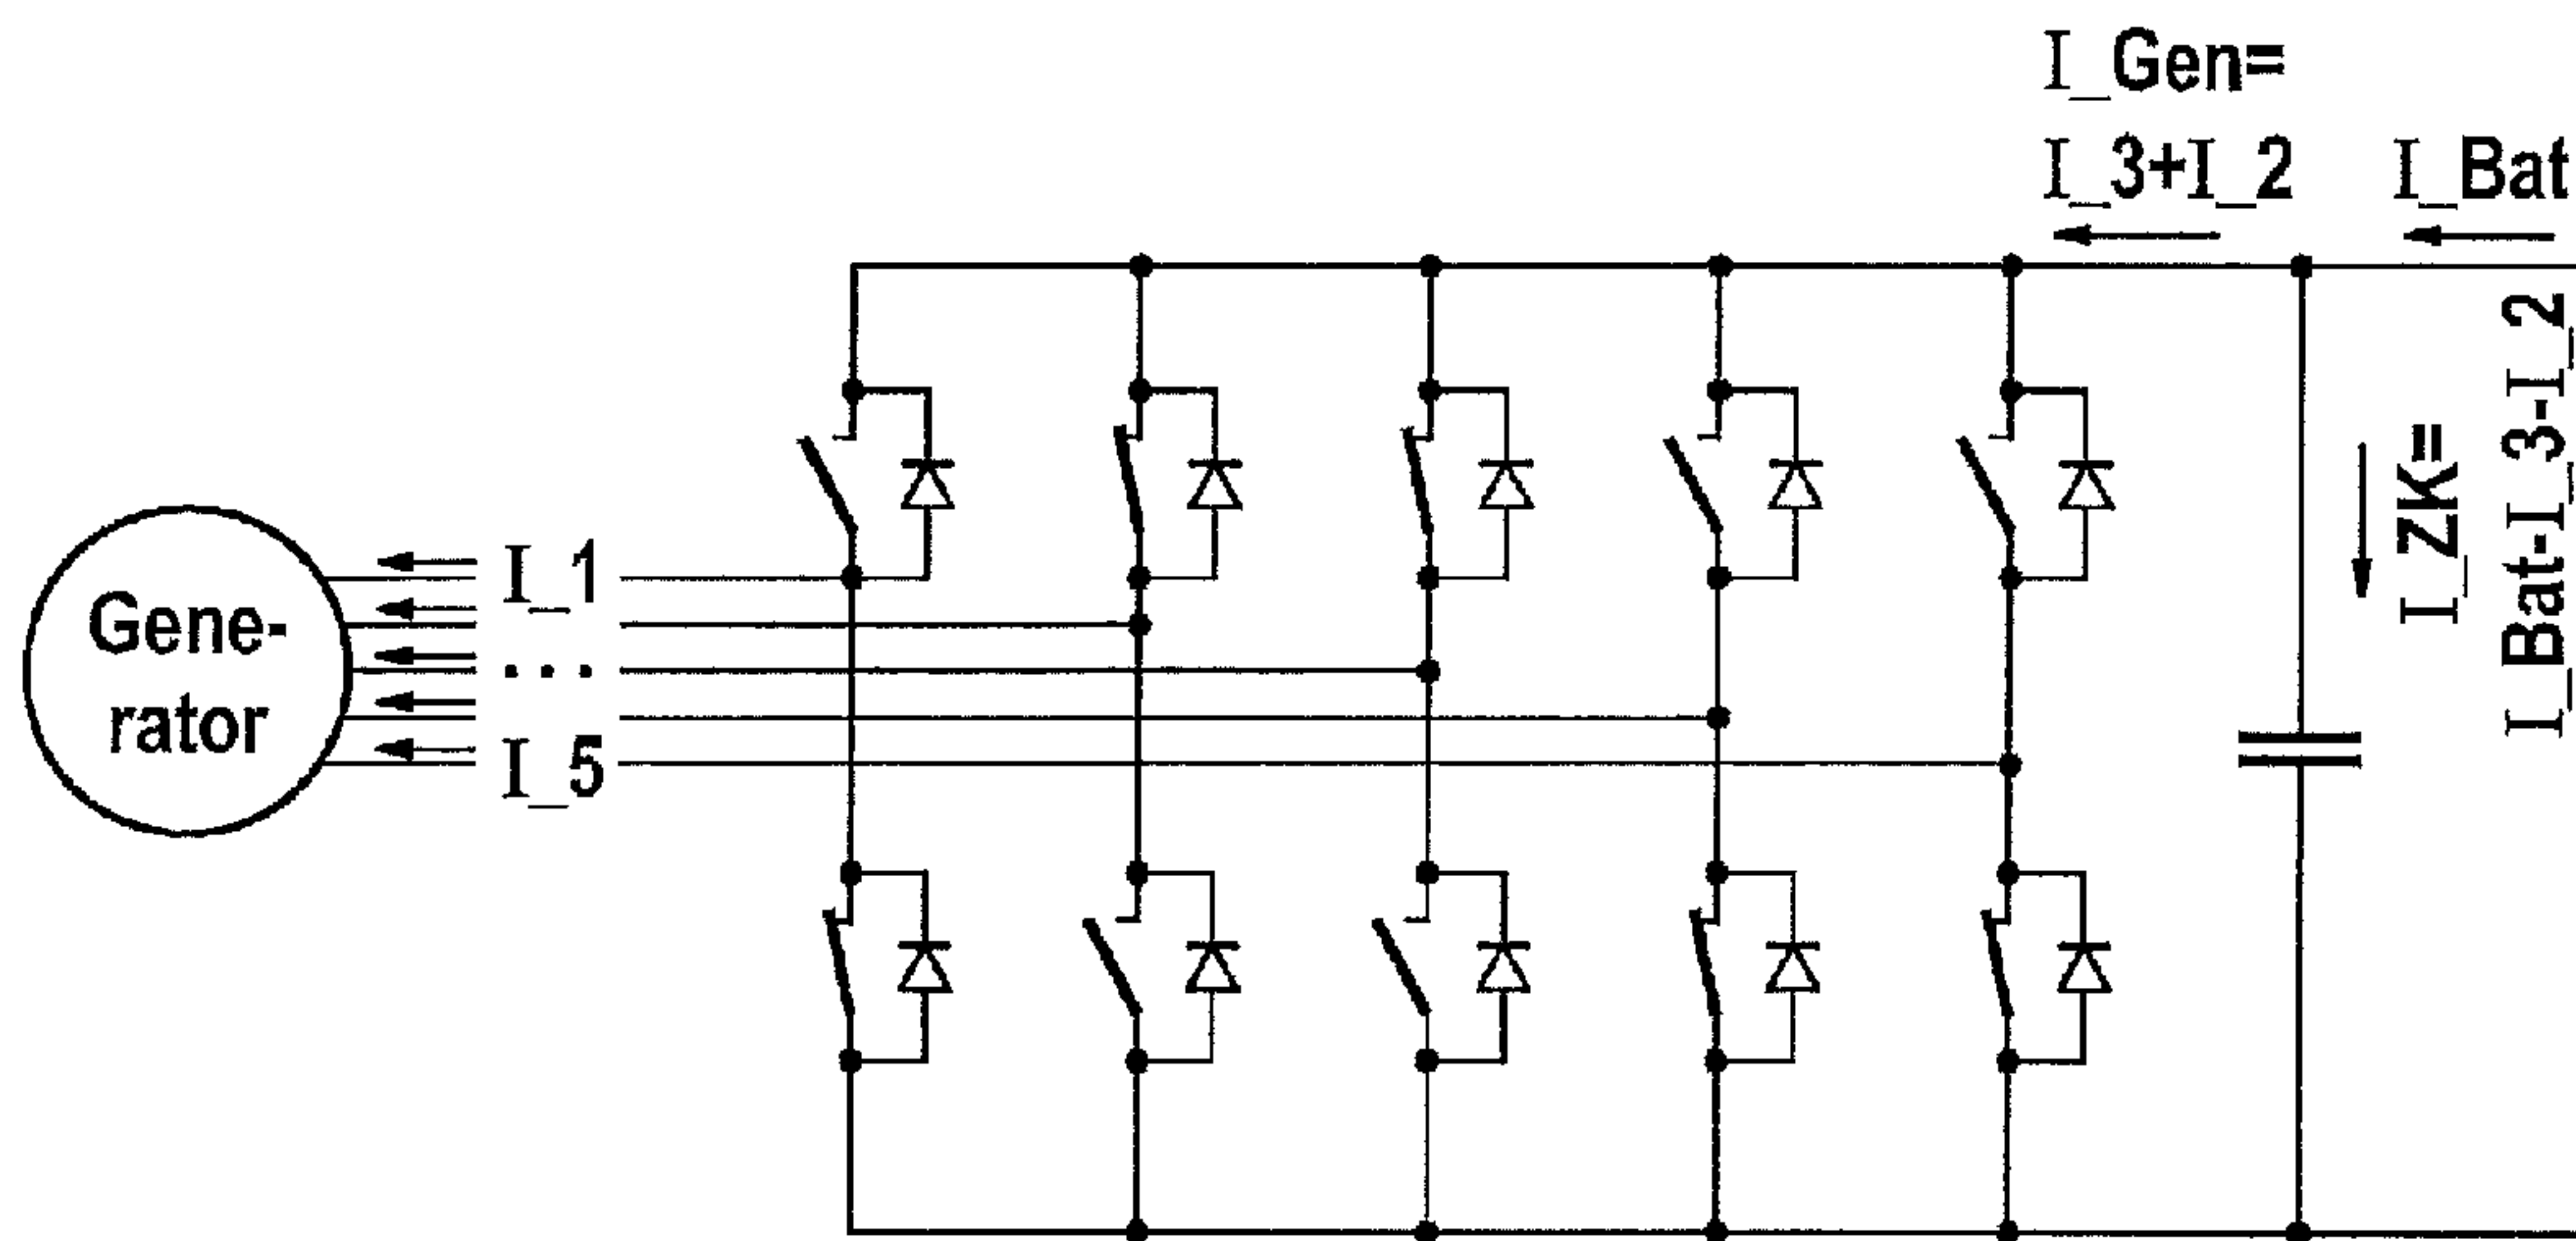 I_Gen=
I_3+I_2
I_Bat
I_ZK=
I_Bat-I_3-I_2
Gene-
rator
I_1
...
I_5